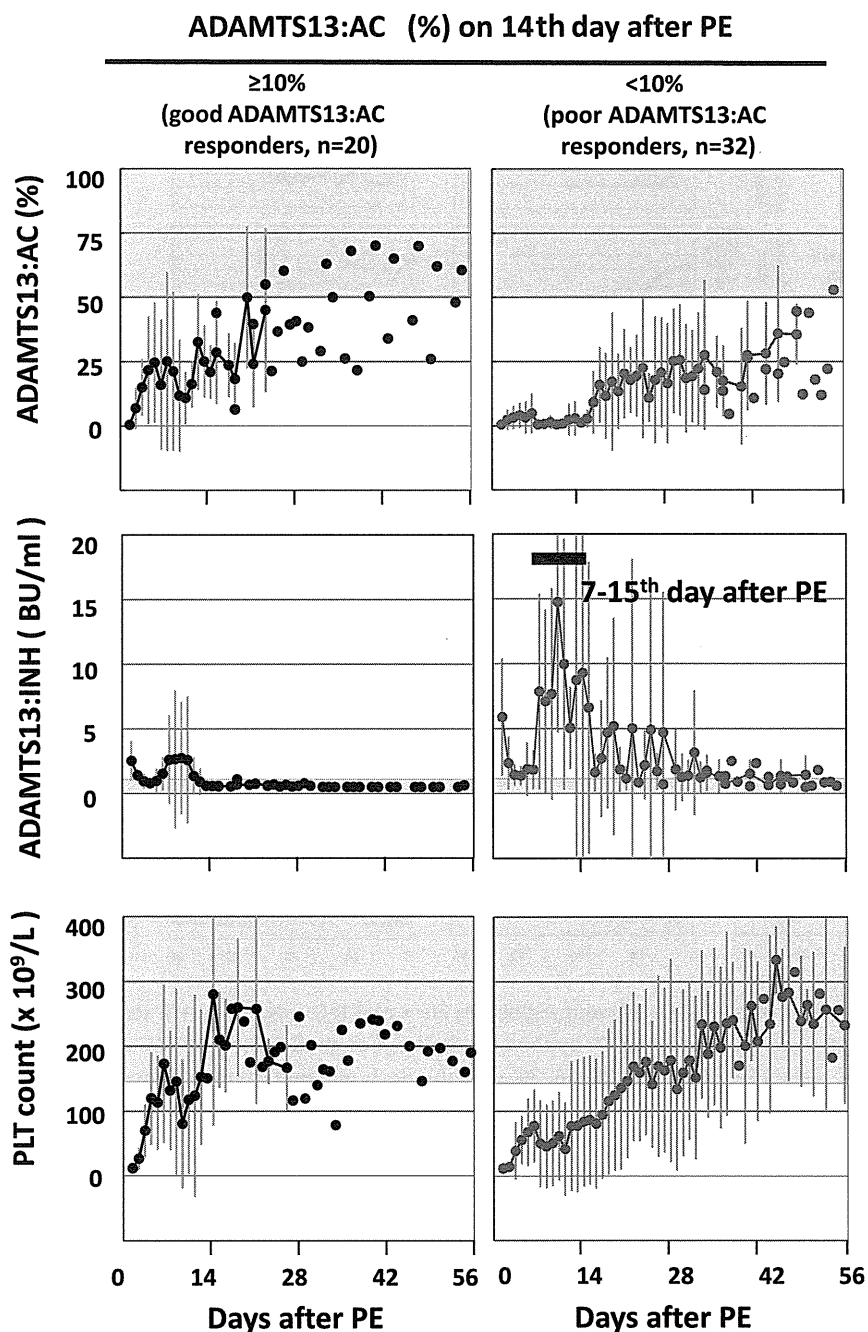 ADAMTS13:AC (%) on 14th day after PE
≥10%
(good ADAMTS13:AC
responders, n=20)
<10%
(poor ADAMTS13:AC
responders, n=32)
ADAMTS13:AC (%)
100
75
50
25
0
ADAMTS13:INH ( BU/ml )
20
15
10
5
0
7-15th day after PE
PLT count (x 10⁹/L)
400
300
200
100
0
0 14 28 42 56
0 14 28 42 56
Days after PE
Days after PE